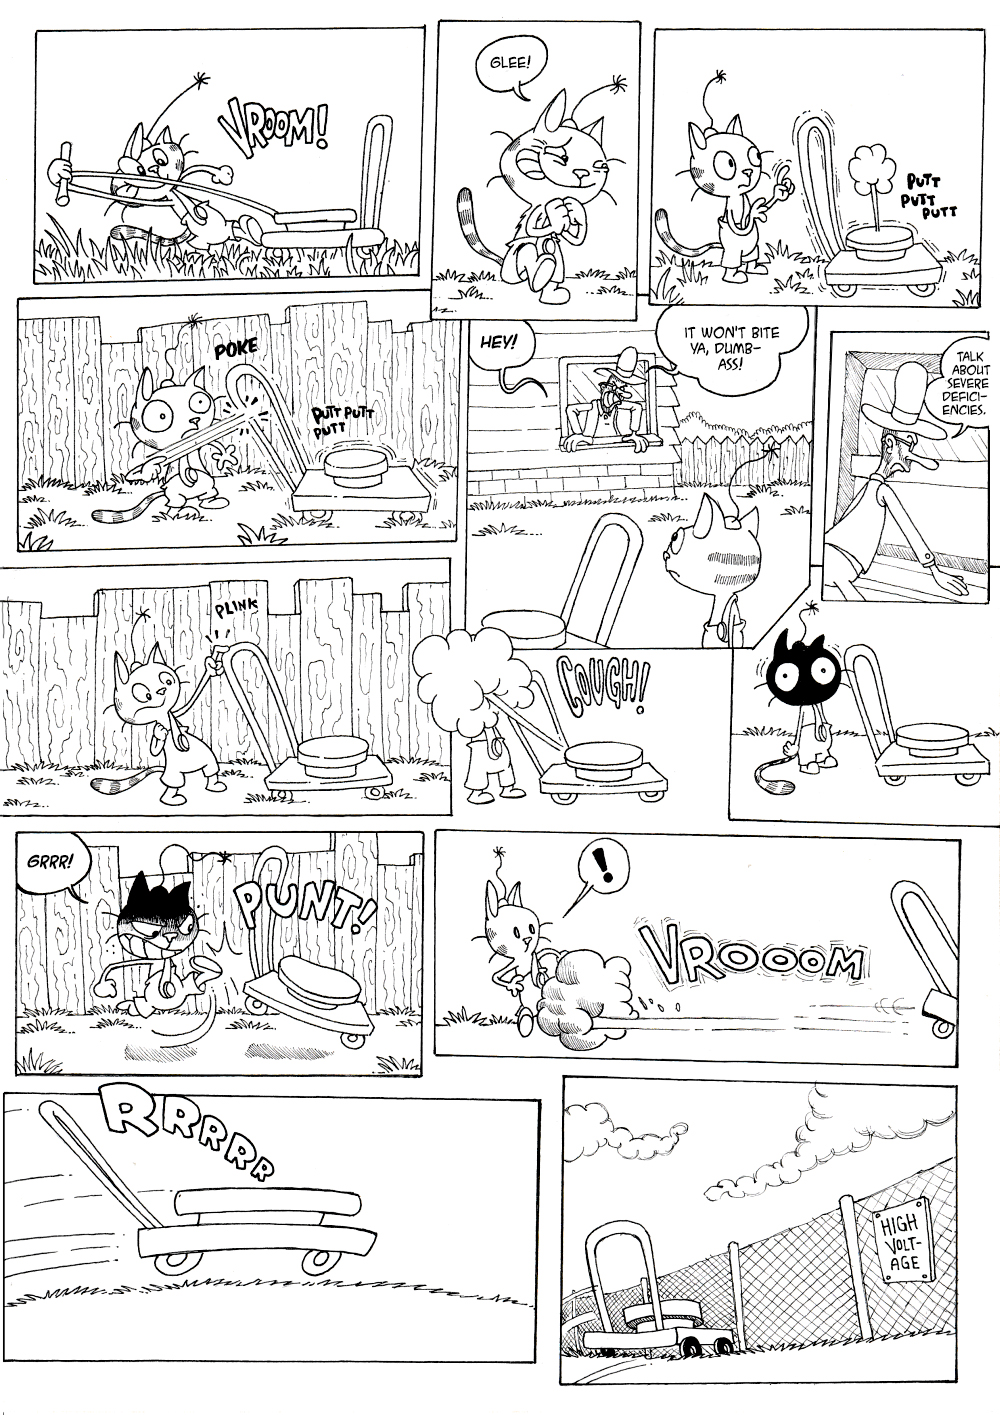 VROOM!
GLEE!
PUTT
PUTT
PUTT
POKE
PUTT PUTT
PUTT
HEY!
IT WON'T BITE
YA, DUMB-
ASS!
TALK
ABOUT
SEVERE
DEFICI-
ENCIES.
PLINK
COUGH!
GRRR!
PUNT!
!
VROOOM
RRRRR
HIGH
VOLT-
AGE